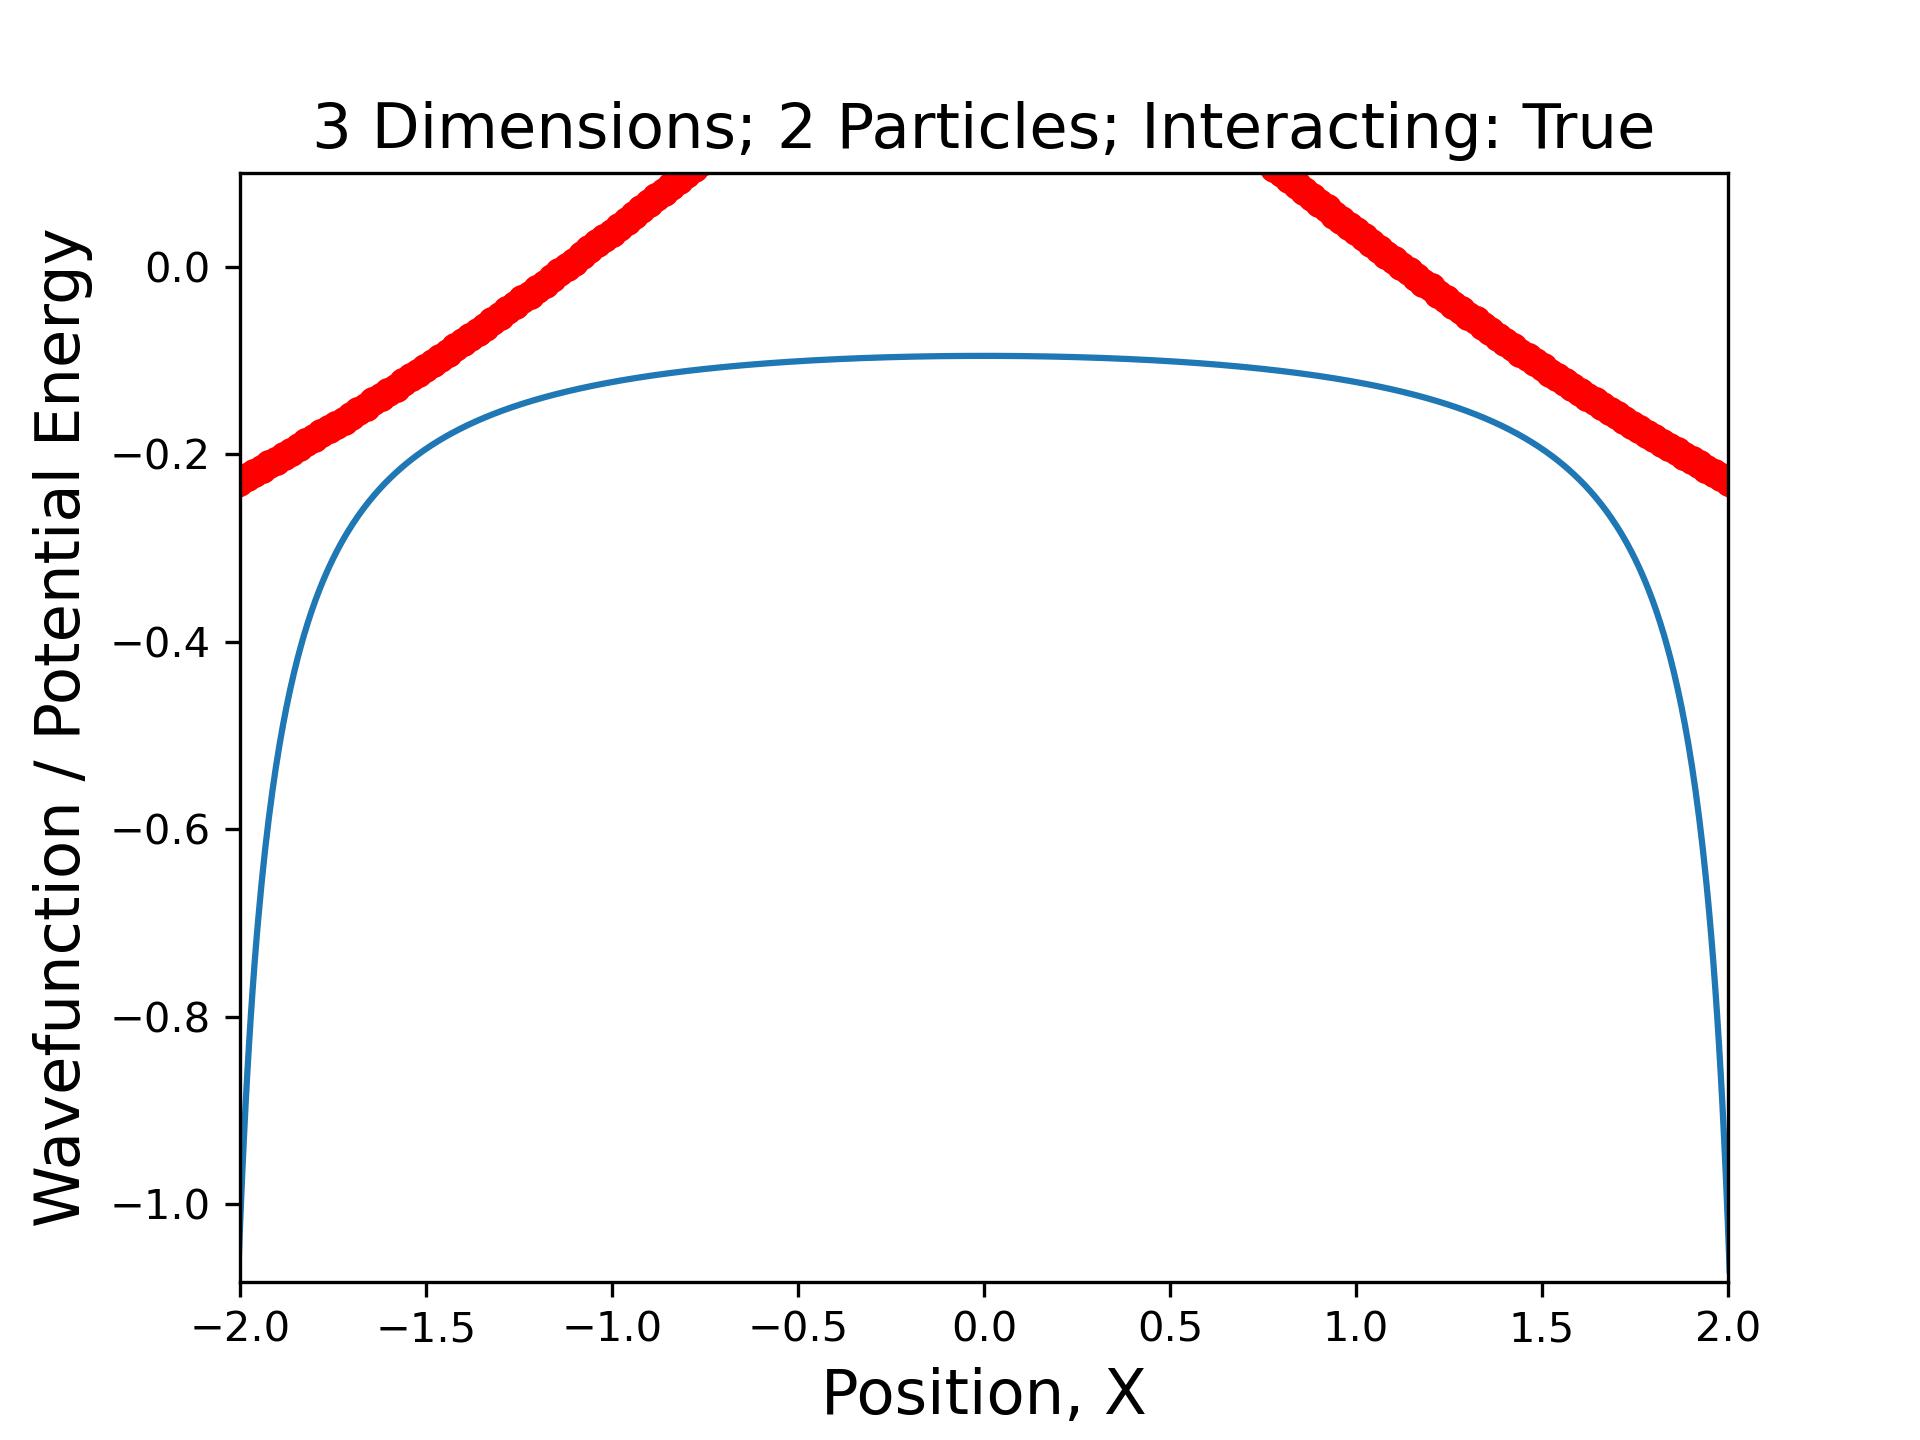 3 Dimensions; 2 Particles; Interacting: True
Wavefunction / Potential Energy
0.0
−0.2
−0.4
−0.6
−0.8
−1.0
−2.0 −1.5 −1.0 −0.5 0.0 0.5 1.0 1.5 2.0
Position, X